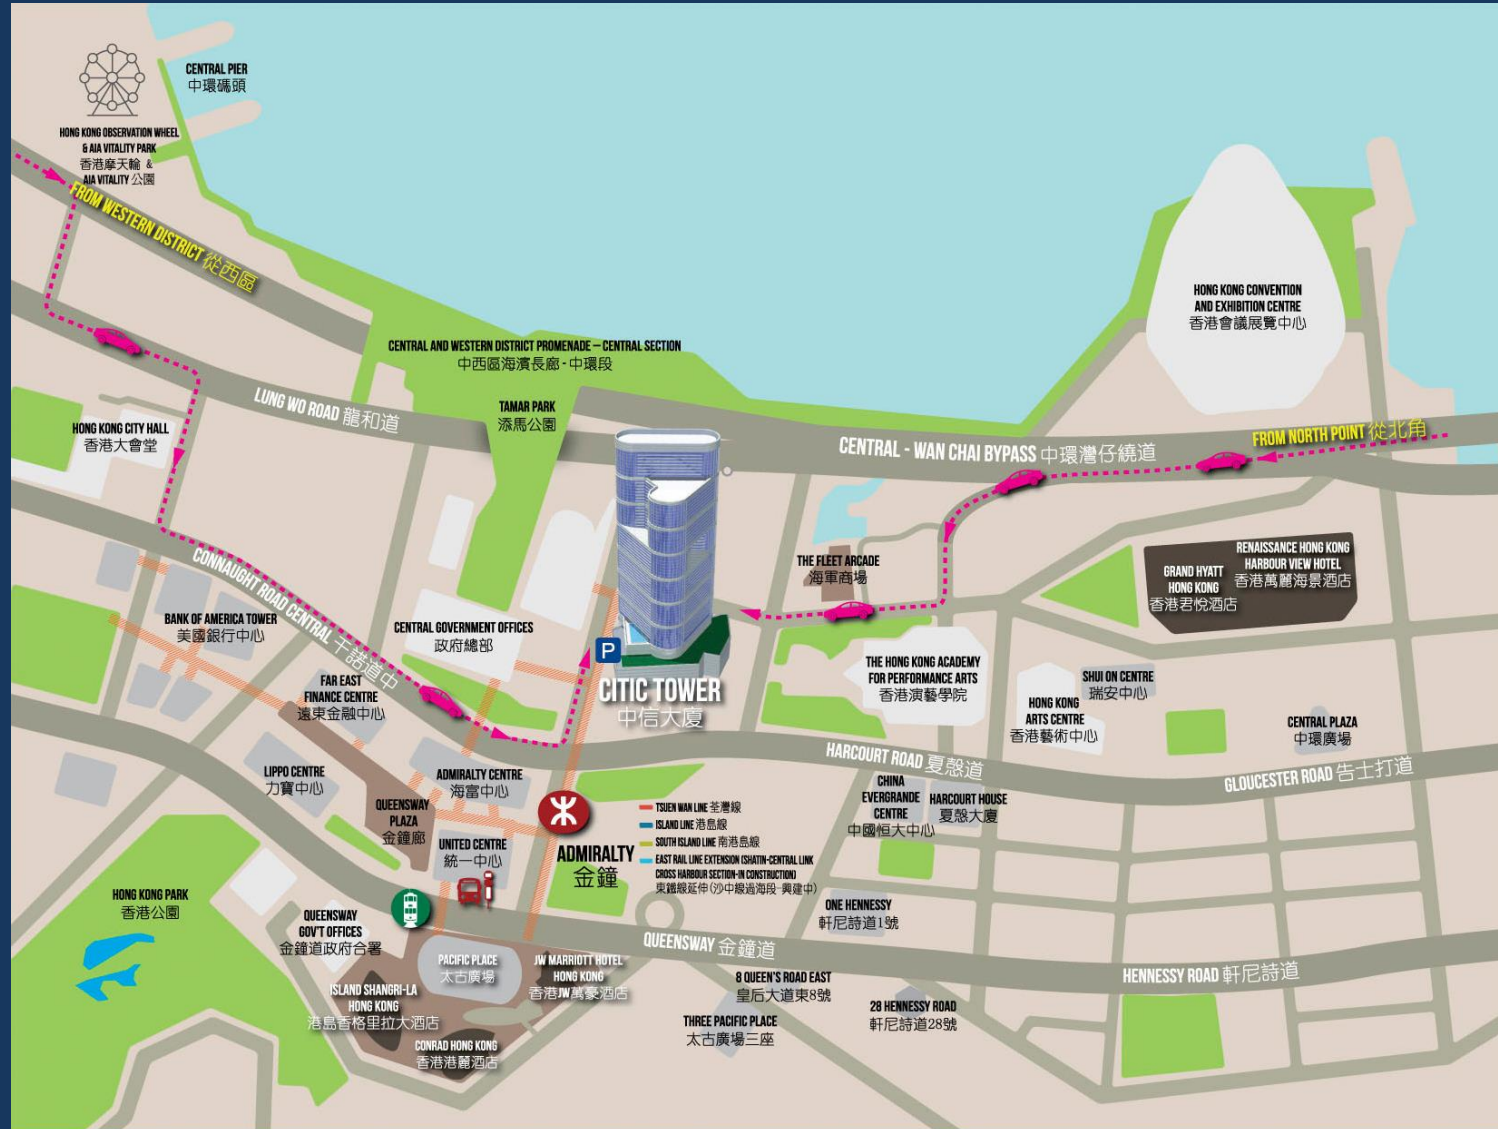 CENTRAL PIER
中環碼頭
HONG KONG OBSERVATION WHEEL
& AIA VITALITY PARK
香港摩天輪 &
AIA VITALITY 公園
FROM WESTERN DISTRICT 從西區
HONG KONG CONVENTION
AND EXHIBITION CENTRE
香港會議展覽中心
CENTRAL AND WESTERN DISTRICT PROMENADE – CENTRAL SECTION
中西區海濱長廊 - 中環段
LUNG WO ROAD 龍和道
TAMAR PARK
添馬公園
HONG KONG CITY HALL
香港大會堂
CENTRAL - WAN CHAI BYPASS 中環灣仔繞道
FROM NORTH POINT 從北角
THE FLEET ARCADE
海軍商場
RENAISSANCE HONG KONG
HARBOUR VIEW HOTEL
香港萬麗海景酒店
GRAND HYATT
HONG KONG
香港君悅酒店
CONNAUGHT ROAD CENTRAL 干諾道中
BANK OF AMERICA TOWER
美國銀行中心
CENTRAL GOVERNMENT OFFICES
政府總部
P
CITIC TOWER
中信大廈
THE HONG KONG ACADEMY
FOR PERFORMANCE ARTS
香港演藝學院
SHUI ON CENTRE
瑞安中心
HONG KONG
ARTS CENTRE
香港藝術中心
CENTRAL PLAZA
中環廣場
FAR EAST
FINANCE CENTRE
遠東金融中心
HARCOURT ROAD 夏慤道
GLOUCESTER ROAD 告士打道
LIPPO CENTRE
力寶中心
ADMIRALTY CENTRE
海富中心
CHINA
EVERGRANDE
CENTRE
中國恒大中心
HARCOURT HOUSE
夏慤大廈
QUEENSWAY
PLAZA
金鐘廊
UNITED CENTRE
統一中心
ADMIRALTY
金鐘
TSUEN WAN LINE 荃灣線
ISLAND LINE 港島線
SOUTH ISLAND LINE 南港島線
EAST RAIL LINE EXTENSION (SHATIN-CENTRAL LINK
CROSS HARBOUR SECTION-IN CONSTRUCTION)
東鐵線延伸(沙中線過海段-興建中)
HONG KONG PARK
香港公園
QUEENSWAY
GOV'T OFFICES
金鐘道政府合署
ONE HENNESSY
軒尼詩道1號
QUEENSWAY 金鐘道
HENNESSY ROAD 軒尼詩道
PACIFIC PLACE
太古廣場
JW MARRIOTT HOTEL
HONG KONG
香港JW萬豪酒店
8 QUEEN'S ROAD EAST
皇后大道東8號
ISLAND SHANGRI-LA
HONG KONG
港島香格里拉大酒店
THREE PACIFIC PLACE
太古廣場三座
28 HENNESSY ROAD
軒尼詩道28號
CONRAD HONG KONG
香港港麗酒店